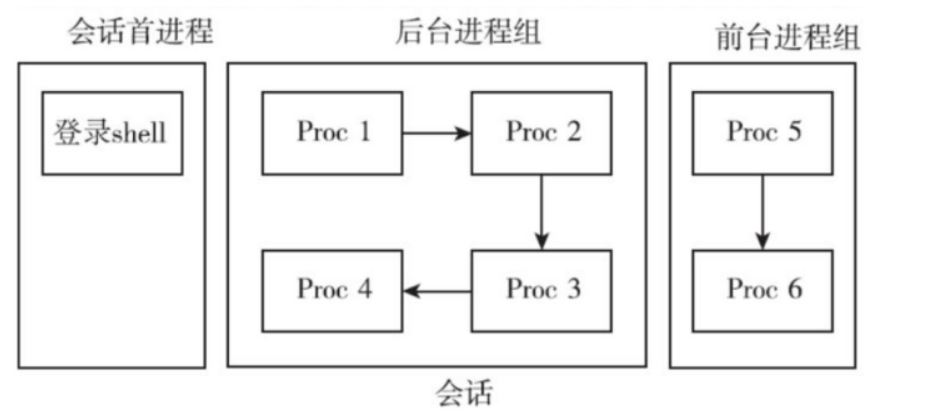 会话首进程
后台进程组
前台进程组
登录shell
Proc 1
Proc 2
Proc 5
Proc 4
Proc 3
Proc 6
会话